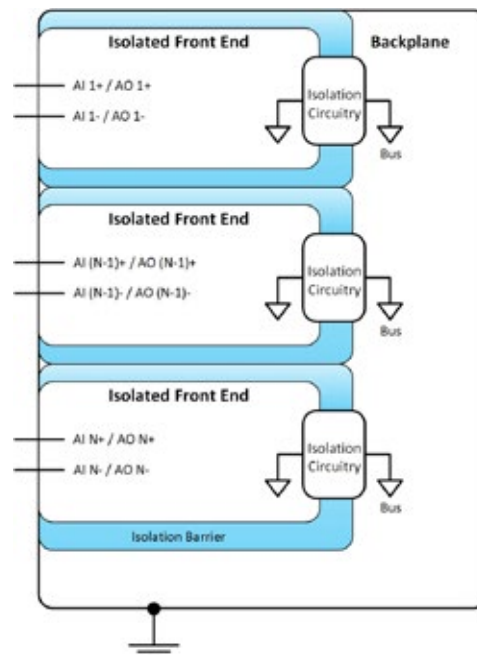 Isolated Front End
Backplane
AI 1+ / AO 1+
AI 1- / AO 1-
Isolation
Circuitry
Bus
Isolated Front End
AI (N-1)+ / AO (N-1)+
AI (N-1)- / AO (N-1)-
Isolation
Circuitry
Bus
Isolated Front End
AI N+ / AO N+
AI N- / AO N-
Isolation
Circuitry
Bus
Isolation Barrier